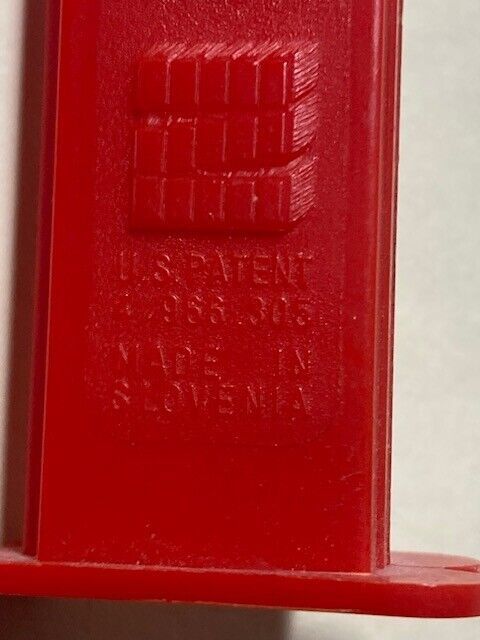 U.S. PATENT
4 966 305
MADE IN
SLOVENIA